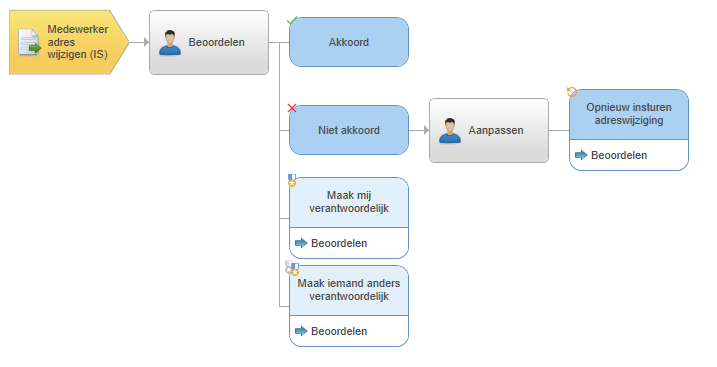 Medewerker
adres
wijzigen (IS)
Beoordelen
Akkoord
Niet akkoord
Aanpassen
Opnieuw insturen
adreswijziging
Beoordelen
Maak mij
verantwoordelijk
Beoordelen
Maak iemand anders
verantwoordelijk
Beoordelen